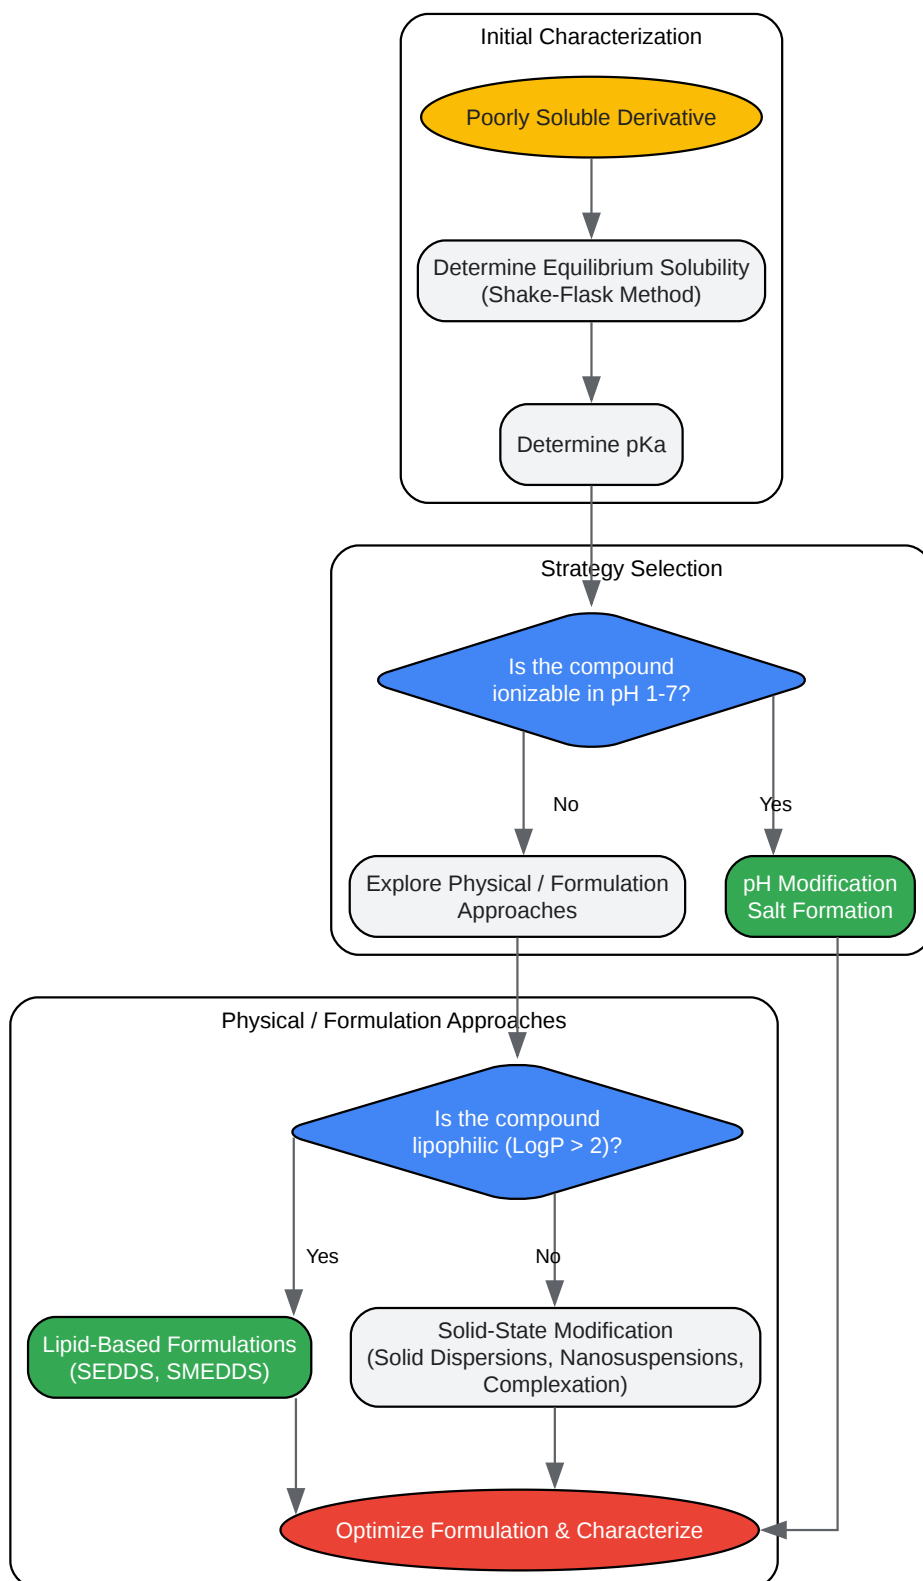 Initial Characterization
Poorly Soluble Derivative
Determine Equilibrium Solubility
(Shake-Flask Method)
Determine pKa
Strategy Selection
Is the compound
ionizable in pH 1-7?
No
Yes
Explore Physical / Formulation
Approaches
pH Modification
Salt Formation
Physical / Formulation Approaches
Is the compound
lipophilic (LogP > 2)?
Yes
No
Lipid-Based Formulations
(SEDDS, SMEDDS)
Solid-State Modification
(Solid Dispersions, Nanosuspensions,
Complexation)
Optimize Formulation & Characterize